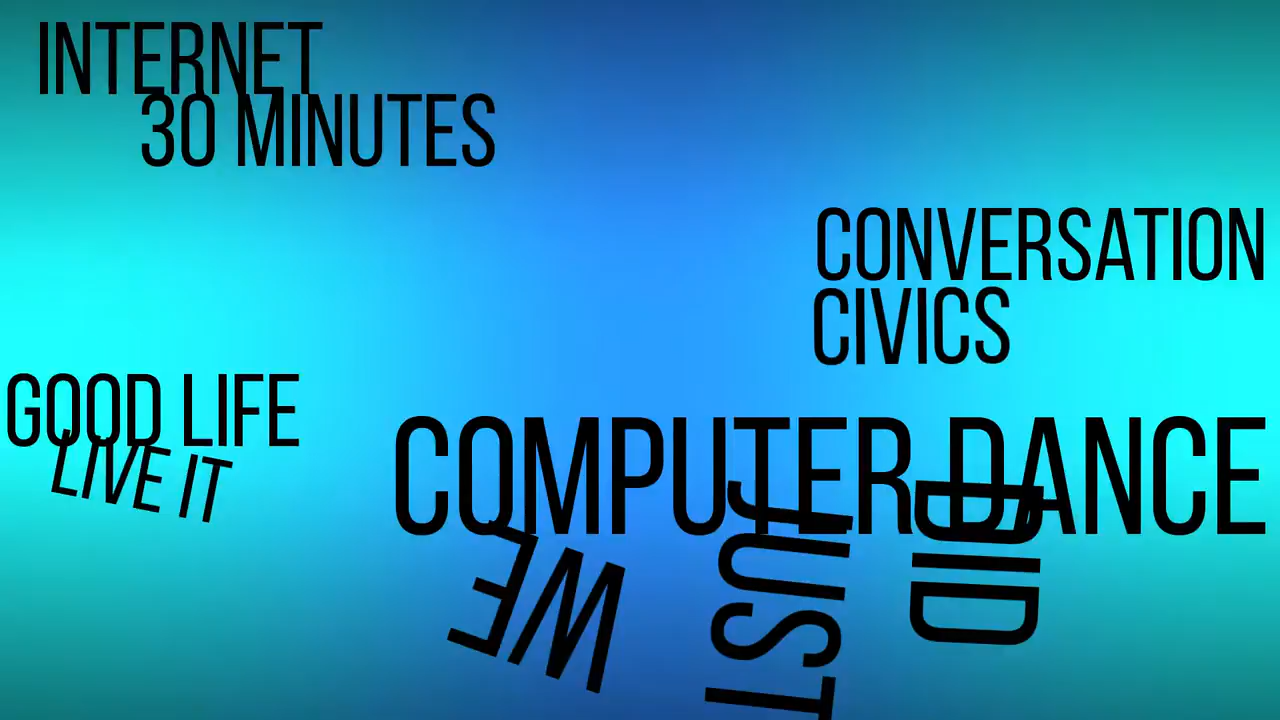 INTERNET
30 MINUTES
CONVERSATION
CIVICS
GOOD LIFE
LIVE IT
COMPUTER DANCE
WE
JUST
DID